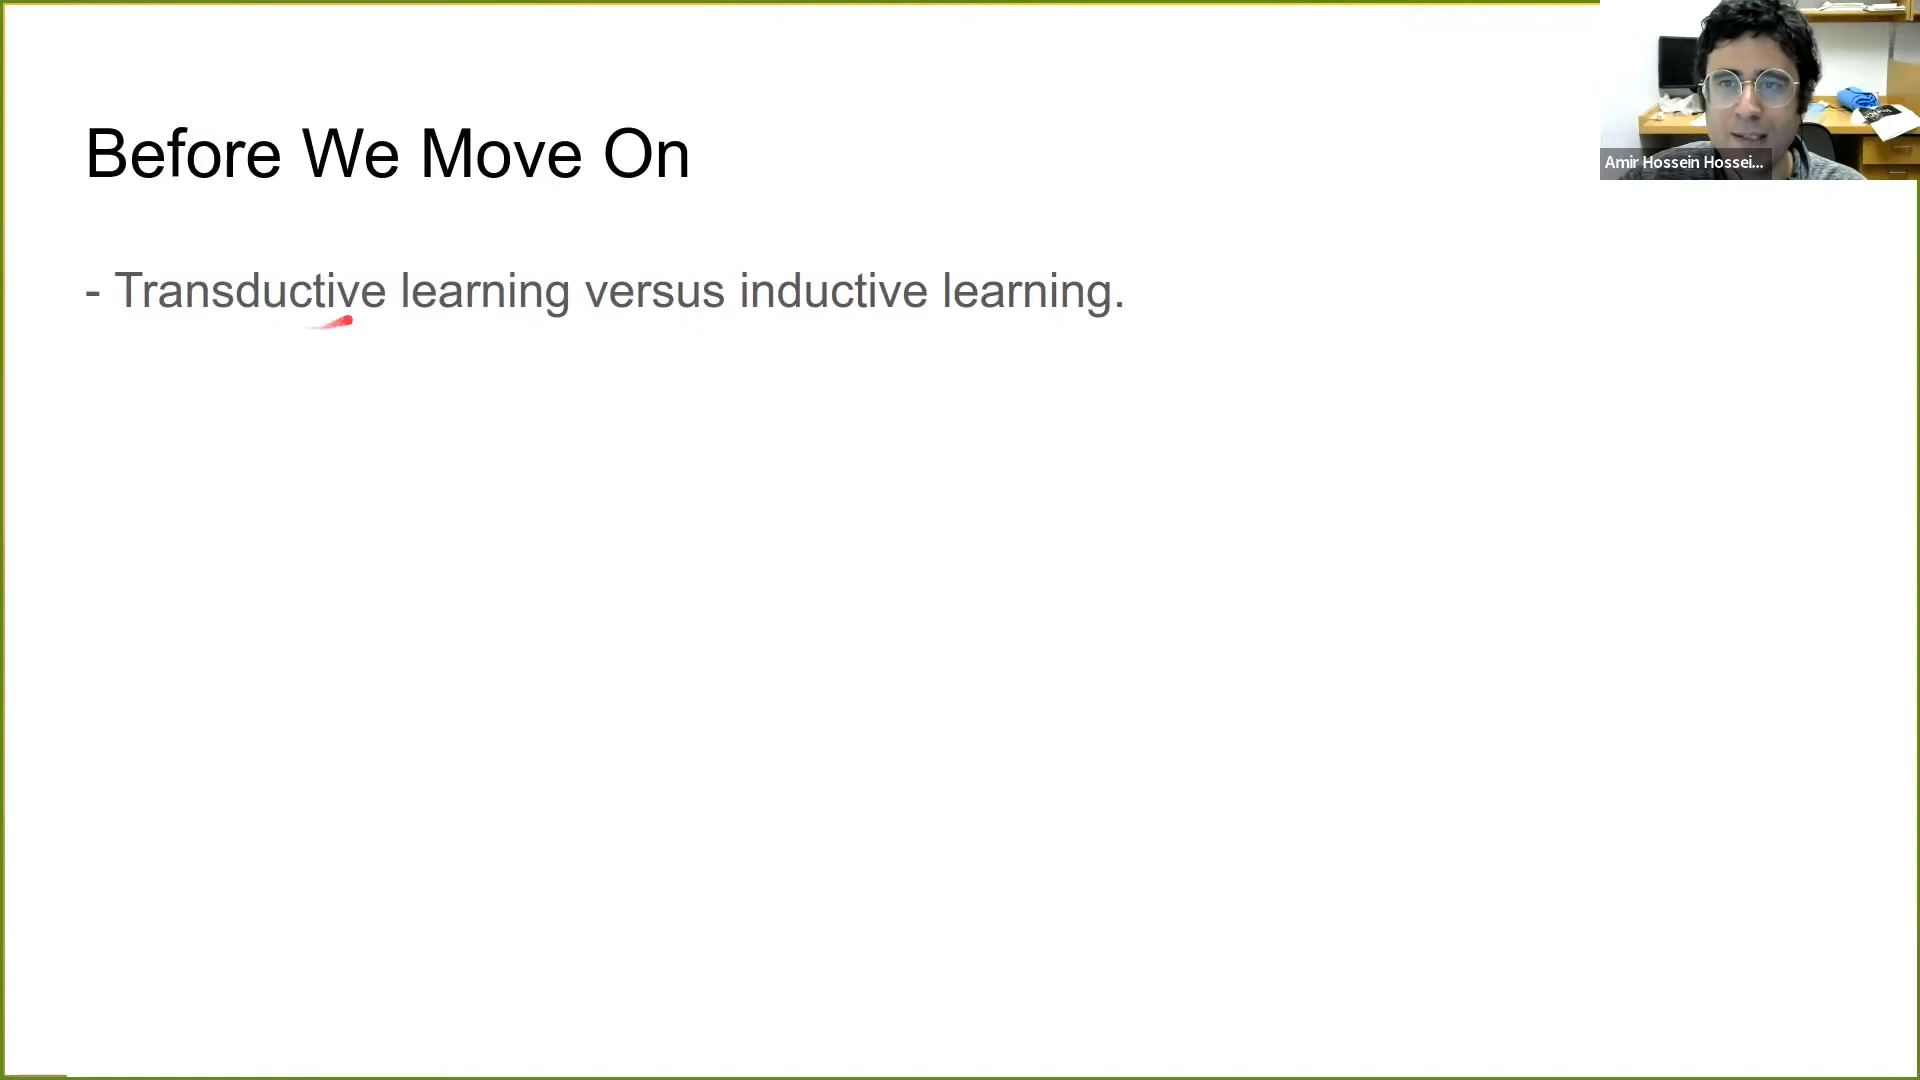 Before We Move On
Amir Hossein Hossei...
- Transductive learning versus inductive learning.